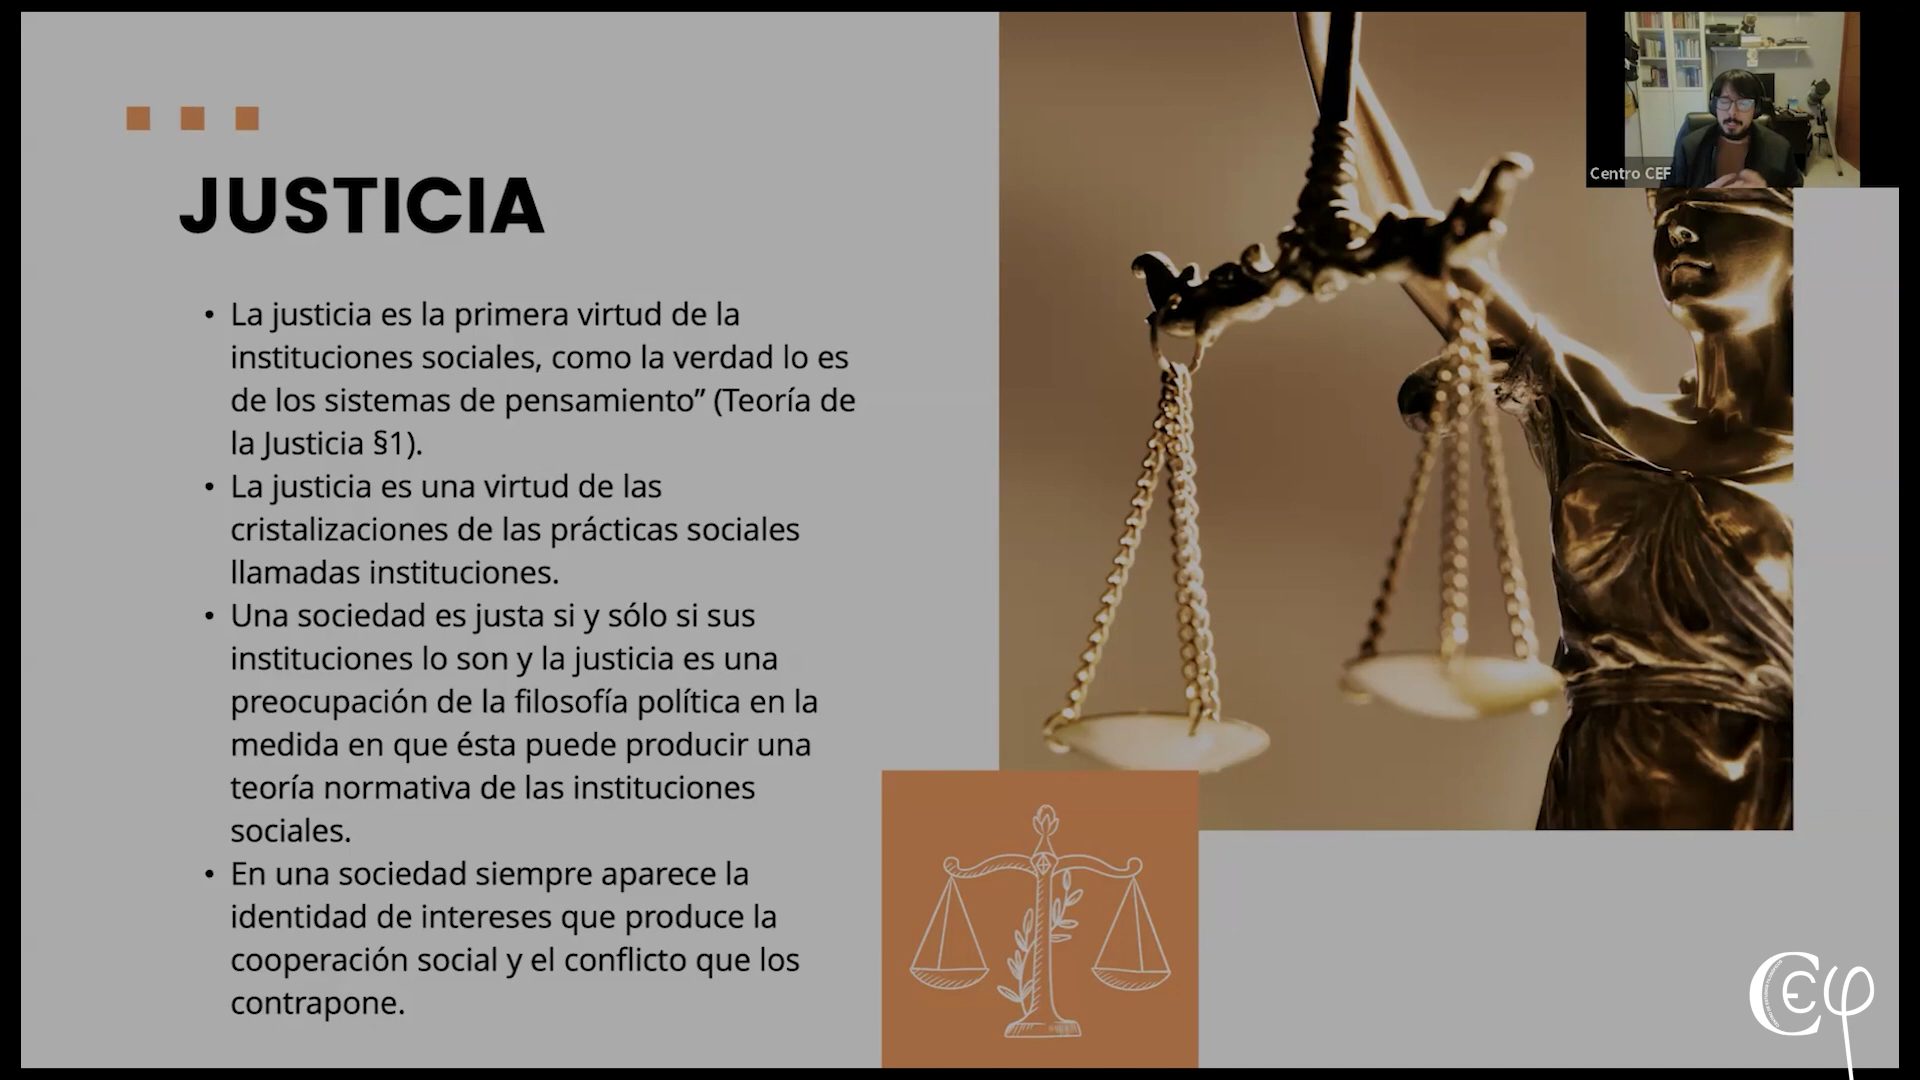 Centro CEF
JUSTICIA
• La justicia es la primera virtud de la
instituciones sociales, como la verdad lo es
de los sistemas de pensamiento” (Teoría de
la Justicia §1).
• La justicia es una virtud de las
cristalizaciones de las prácticas sociales
llamadas instituciones.
• Una sociedad es justa si y sólo si sus
instituciones lo son y la justicia es una
preocupación de la filosofía política en la
medida en que ésta puede producir una
teoría normativa de las instituciones
sociales.
• En una sociedad siempre aparece la
identidad de intereses que produce la
cooperación social y el conflicto que los
contrapone.